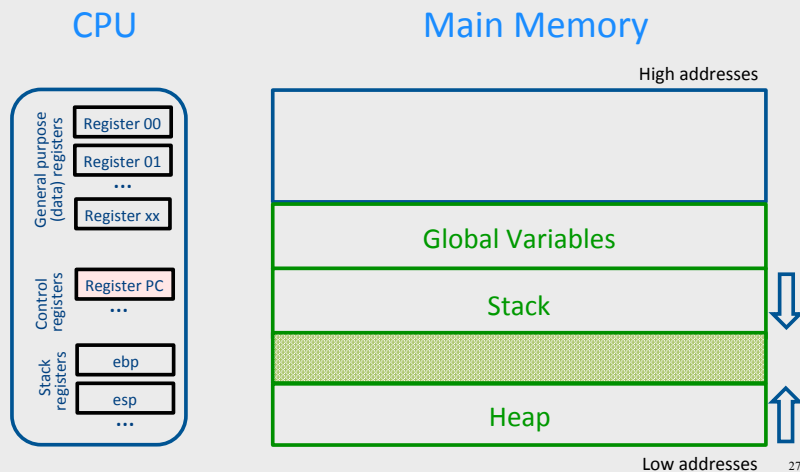 CPU
Main Memory
High addresses
General purpose
(data) registers
Register 00
Register 01
...
Register xx
Control
registers
Register PC
...
Stack
registers
ebp
esp
...
Global Variables
Stack
Heap
Low addresses
27